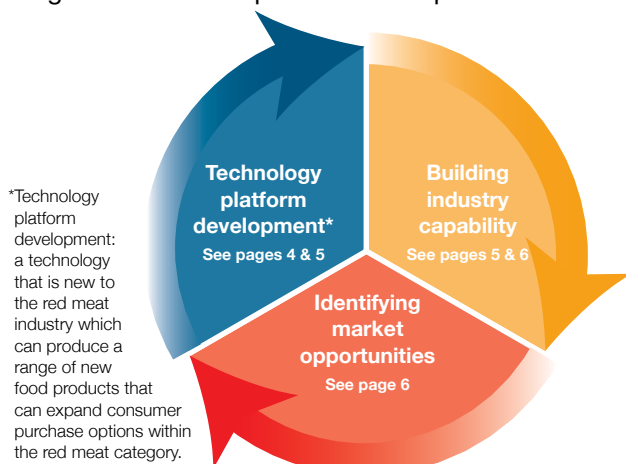 Technology
platform
development*
See pages 4 & 5
Building
industry
capability
See pages 5 & 6
Identifying
market
opportunities
See page 6
*Technology
platform
development:
a technology
that is new to
the red meat
industry which
can produce a
range of new
food products that
can expand consumer
purchase options within
the red meat category.